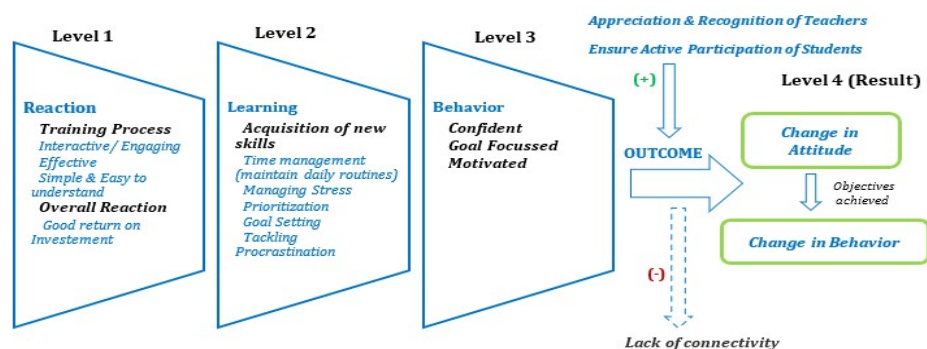 Level 1
Reaction
Training Process
Interactive/ Engaging
Effective
Simple & Easy to
understand
Overall Reaction
Good return on
Investement
Level 2
Learning
Acquisition of new
skills
Time management
(maintain daily routines)
Managing Stress
Prioritization
Goal Setting
Tackling
Procrastination
Level 3
Behavior
Confident
Goal Focussed
Motivated
Appreciation & Recognition of Teachers
Ensure Active Participation of Students
(+)
OUTCOME
(-)
Lack of connectivity
Level 4 (Result)
Change in
Attitude
Objectives
achieved
Change in Behavior